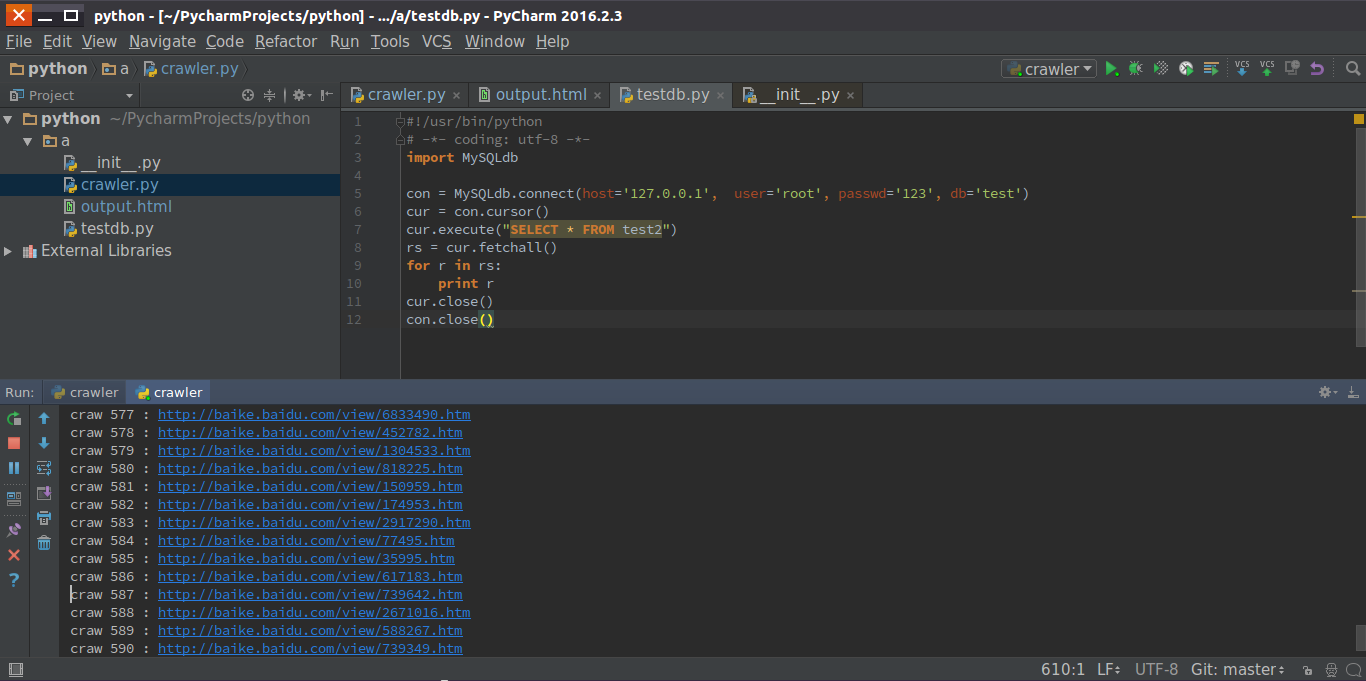 python - [~/PycharmProjects/python] - .../a/testdb.py - PyCharm 2016.2.3
File Edit View Navigate Code Refactor Run Tools VCS Window Help
python a crawler.py crawler VCS VCS
Project crawler.py output.html testdb.py __init__.py
python ~/PycharmProjects/python
a
__init__.py
crawler.py
output.html
testdb.py
External Libraries
1 #!/usr/bin/python
2 # -*- coding: utf-8 -*-
3 import MySQLdb
4
5 con = MySQLdb.connect(host='127.0.0.1',  user='root', passwd='123', db='test')
6 cur = con.cursor()
7 cur.execute("SELECT * FROM test2")
8 rs = cur.fetchall()
9 for r in rs:
10     print r
11 cur.close()
12 con.close()
Run: crawler crawler
craw 577 : http://baike.baidu.com/view/6833490.htm
craw 578 : http://baike.baidu.com/view/452782.htm
craw 579 : http://baike.baidu.com/view/1304533.htm
craw 580 : http://baike.baidu.com/view/818225.htm
craw 581 : http://baike.baidu.com/view/150959.htm
craw 582 : http://baike.baidu.com/view/174953.htm
craw 583 : http://baike.baidu.com/view/2917290.htm
craw 584 : http://baike.baidu.com/view/77495.htm
craw 585 : http://baike.baidu.com/view/35995.htm
craw 586 : http://baike.baidu.com/view/617183.htm
craw 587 : http://baike.baidu.com/view/739642.htm
craw 588 : http://baike.baidu.com/view/2671016.htm
craw 589 : http://baike.baidu.com/view/588267.htm
craw 590 : http://baike.baidu.com/view/739349.htm
610:1 LF UTF-8 Git: master